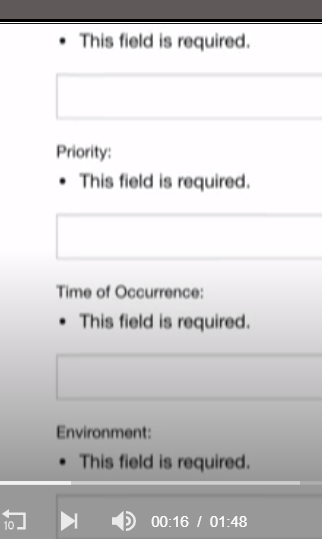 • This field is required.
Priority:
• This field is required.
Time of Occurrence:
• This field is required.
Environment:
• This field is required.
10
00:16 / 01:48